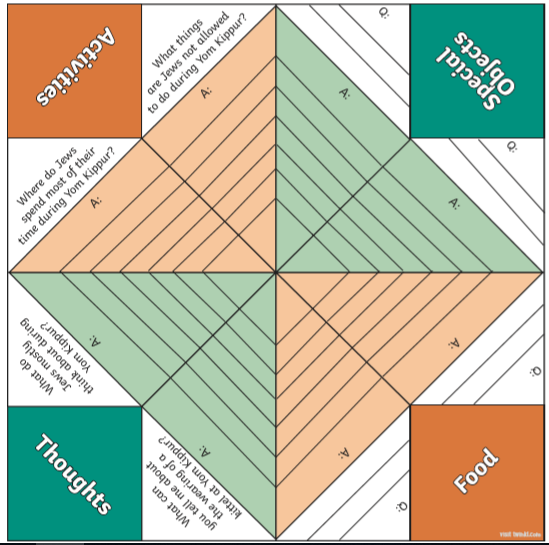 Activities
What things
are Jews not allowed
to do during Yom Kippur?
A:
Where do Jews
spend most of their
time during Yom Kippur?
A:
Special
Objects
Q:
A:
Q:
A:
What do
Jews mostly
think about during
Yom Kippur?
A:
Thoughts
What can
you tell me about
the wearing of a
kittel at Yom Kippur?
A:
Q:
A:
Q:
A:
Food